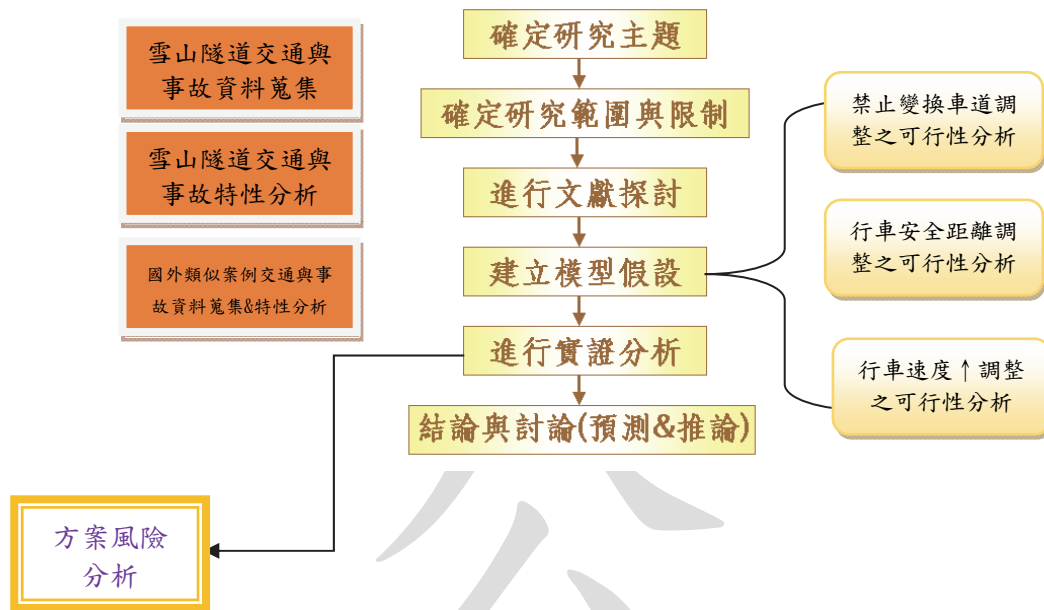 雪山隧道交通與
事故資料蒐集
雪山隧道交通與
事故特性分析
國外類似案例交通與事
故資料蒐集&特性分析
確定研究主題
確定研究範圍與限制
進行文獻探討
建立模型假設
進行實證分析
結論與討論(預測&推論)
禁止變換車道調
整之可行性分析
行車安全距離調
整之可行性分析
行車速度↑調整
之可行性分析
方案風險
分析
公